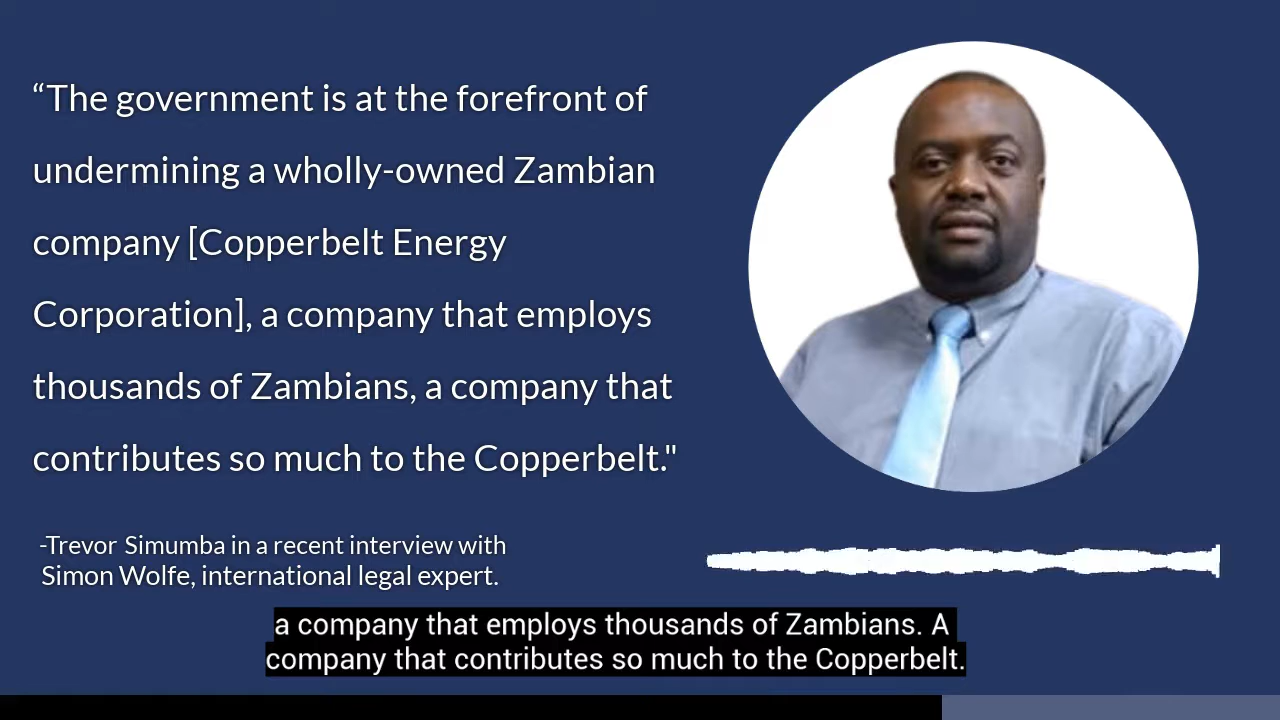 “The government is at the forefront of
undermining a wholly-owned Zambian
company [Copperbelt Energy
Corporation], a company that employs
thousands of Zambians, a company that
contributes so much to the Copperbelt."
-Trevor Simumba in a recent interview with
Simon Wolfe, international legal expert.
a company that employs thousands of Zambians. A
company that contributes so much to the Copperbelt.